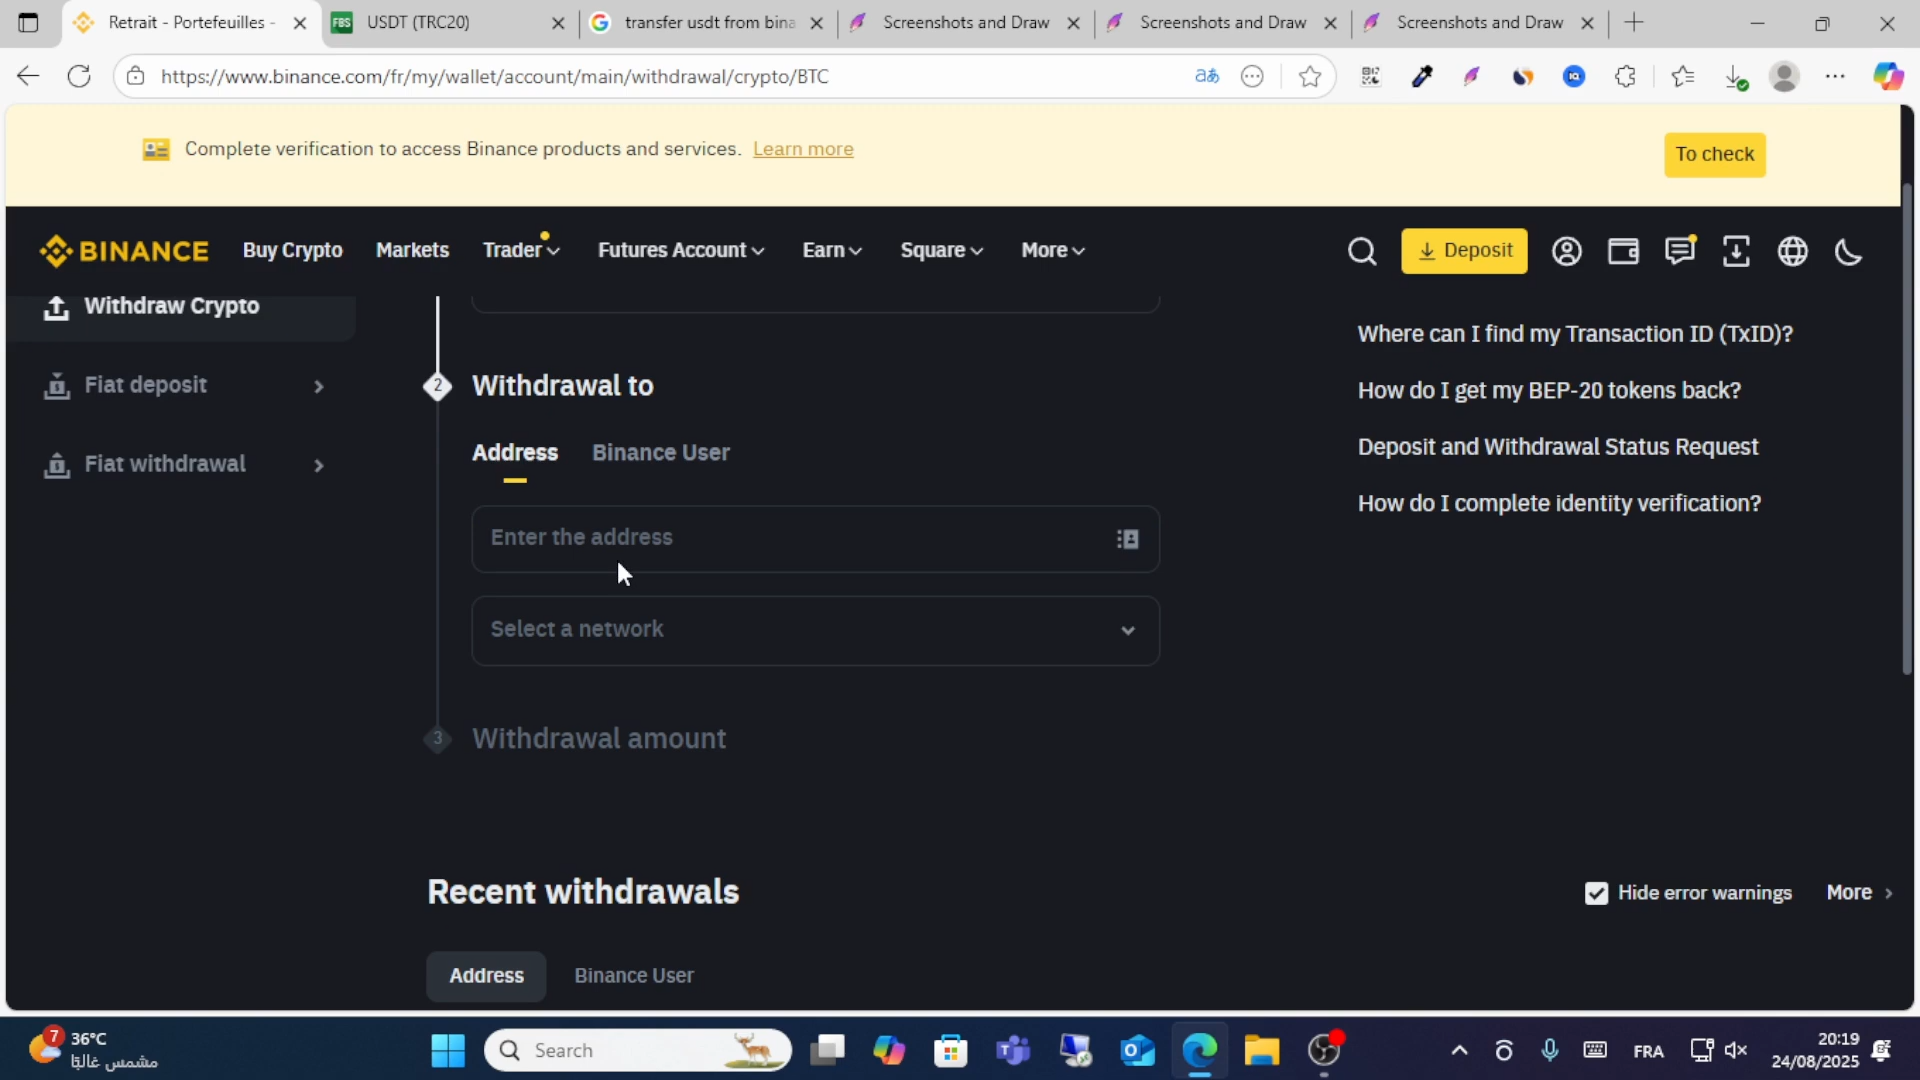 Retrait - Portefeuilles -
FBS
USDT (TRC20)
transfer usdt from bina
Screenshots and Draw
Screenshots and Draw
Screenshots and Draw
https://www.binance.com/fr/my/wallet/account/main/withdrawal/crypto/BTC
Complete verification to access Binance products and services. Learn more
To check
BINANCE
Buy Crypto
Markets
Trader
Futures Account
Earn
Square
More
Deposit
Withdraw Crypto
Fiat deposit
Fiat withdrawal
2
Withdrawal to
Address
Binance User
Enter the address
Select a network
3
Withdrawal amount
Where can I find my Transaction ID (TxID)?
How do I get my BEP-20 tokens back?
Deposit and Withdrawal Status Request
How do I complete identity verification?
Recent withdrawals
Hide error warnings
More
Address
Binance User
7
36°C
مشمس غالبًا
Search
FRA
20:19
24/08/2025